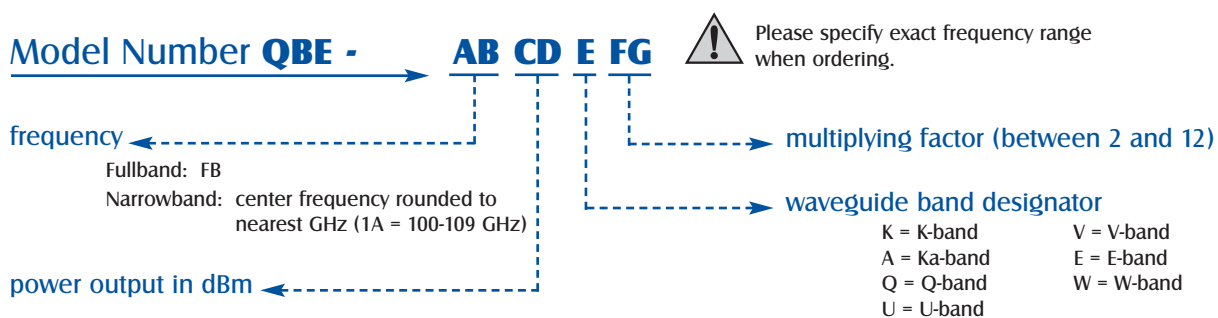 Model Number QBE - AB CD E FG
Please specify exact frequency range
when ordering.
frequency
Fullband: FB
Narrowband: center frequency rounded to
nearest GHz (1A = 100-109 GHz)
power output in dBm
multiplying factor (between 2 and 12)
waveguide band designator
K = K-band V = V-band
A = Ka-band E = E-band
Q = Q-band W = W-band
U = U-band